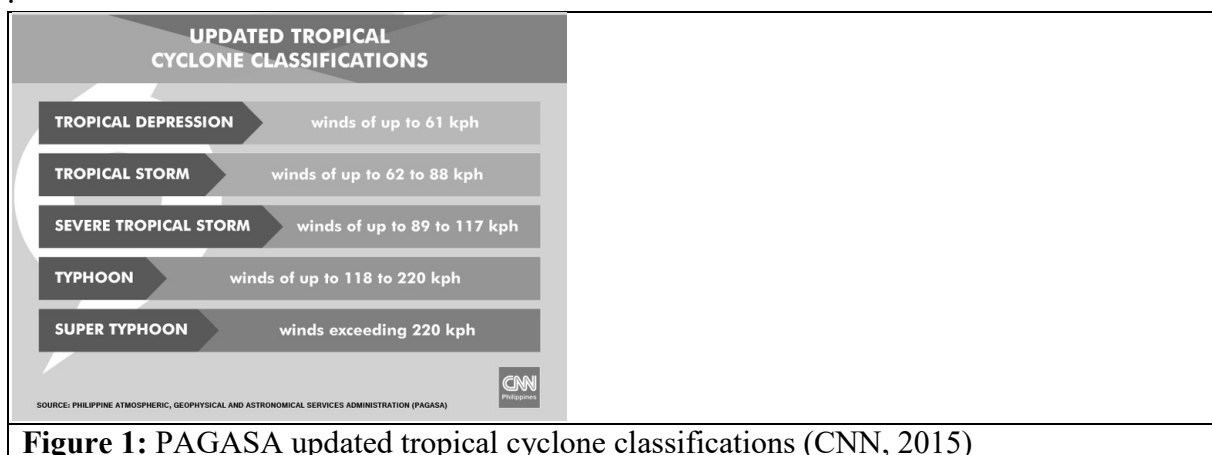 .
UPDATED TROPICAL
CYCLONE CLASSIFICATIONS
TROPICAL DEPRESSION winds of up to 61 kph
TROPICAL STORM winds of up to 62 to 88 kph
SEVERE TROPICAL STORM winds of up to 89 to 117 kph
TYPHOON winds of up to 118 to 220 kph
SUPER TYPHOON winds exceeding 220 kph
CNN
Philippines
SOURCE: PHILIPPINE ATMOSPHERIC, GEOPHYSICAL AND ASTRONOMICAL SERVICES ADMINISTRATION (PAGASA)
Figure 1: PAGASA updated tropical cyclone classifications (CNN, 2015)